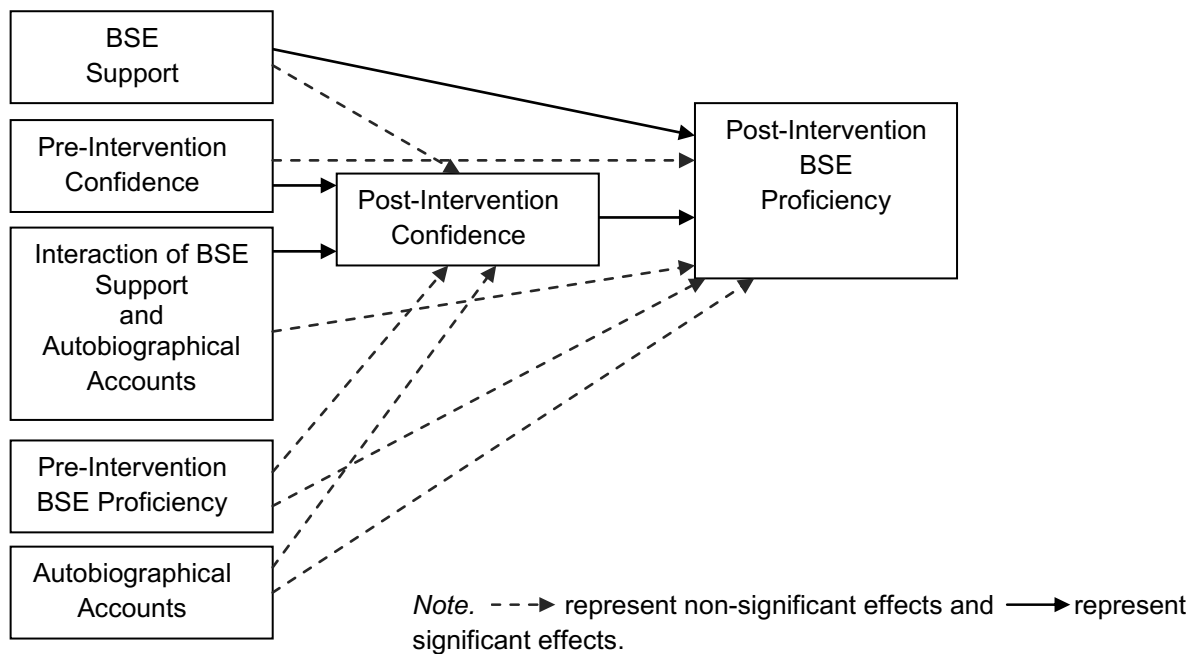 BSE
Support
Pre-Intervention
Confidence
Interaction of BSE
Support
and
Autobiographical
Accounts
Pre-Intervention
BSE Proficiency
Autobiographical
Accounts
Post-Intervention
Confidence
Post-Intervention
BSE
Proficiency
Note. represent non-significant effects and represent
significant effects.